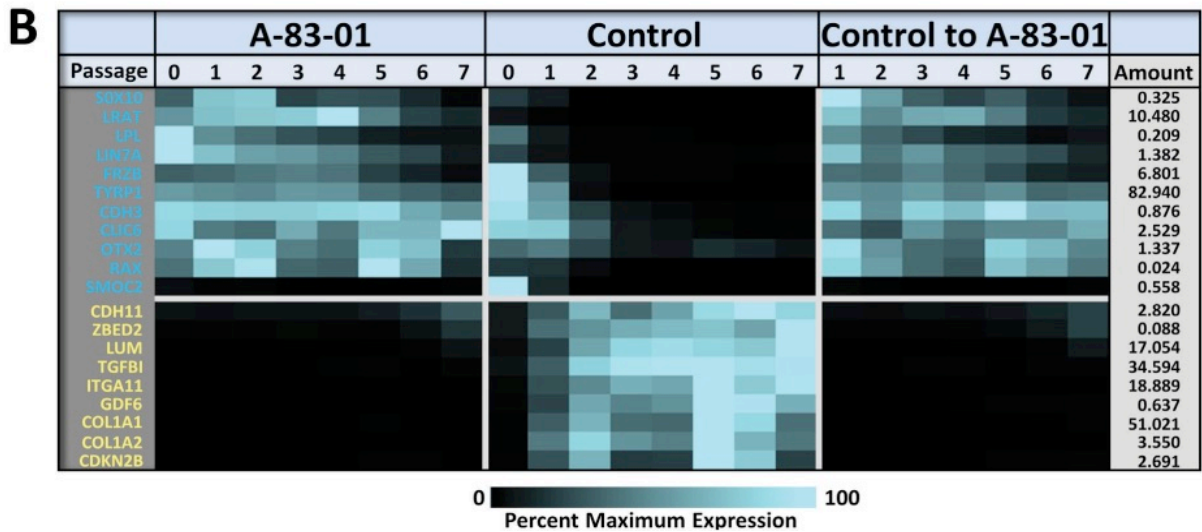 B
A-83-01 Control Control to A-83-01
Passage 0 1 2 3 4 5 6 7 0 1 2 3 4 5 6 7 1 2 3 4 5 6 7 Amount
SOX10 0.325
LRAT 10.480
LPL 0.209
LIN7A 1.382
FRZB 6.801
TYRP1 82.940
CDH3 0.876
CLIC6 2.529
OTX2 1.337
RAX 0.024
SMOC2 0.558
CDH11 2.820
ZBED2 0.088
LUM 17.054
TGFBI 34.594
ITGA11 18.889
GDF6 0.637
COL1A1 51.021
COL1A2 3.550
CDKN2B 2.691
0 100
Percent Maximum Expression